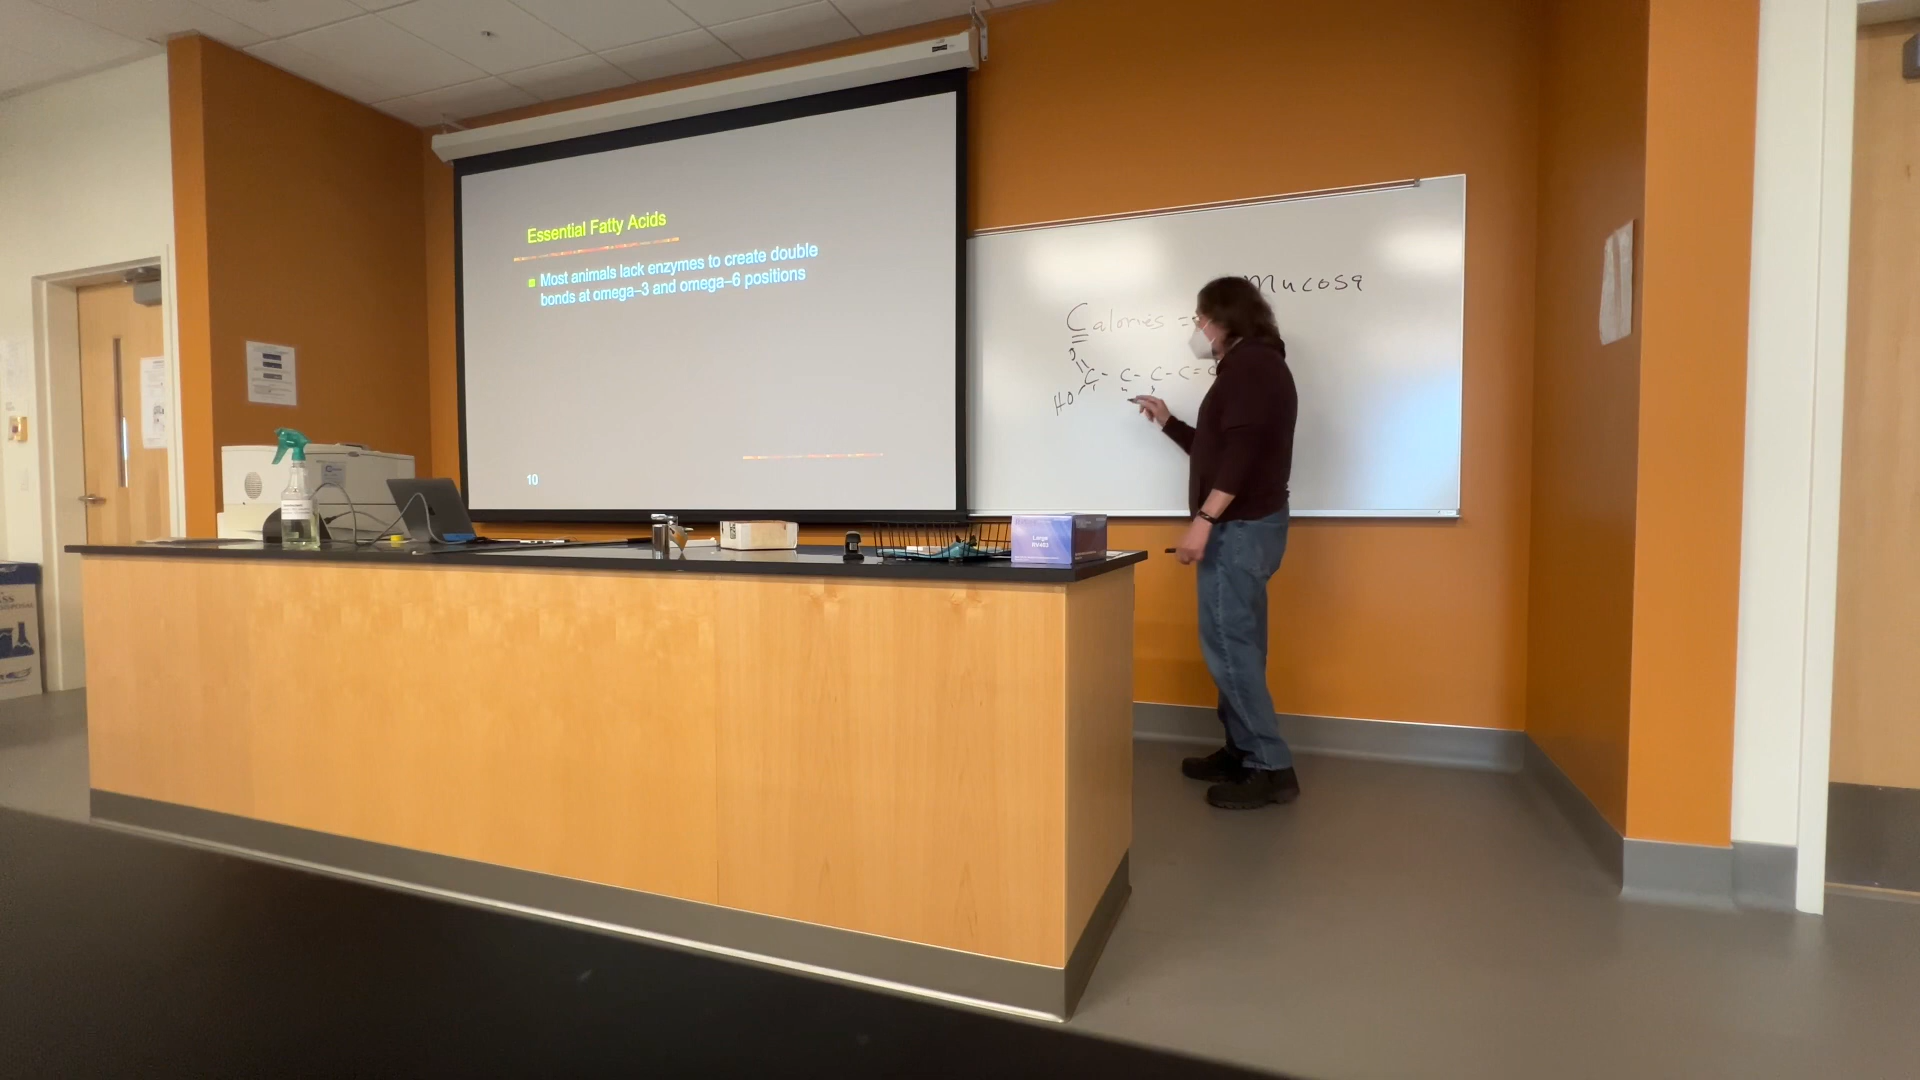 Essential Fatty Acids
Most animals lack enzymes to create double
bonds at omega–3 and omega–6 positions
10
Mucosa
Calories =
C - C - C - C = C
HO
Large